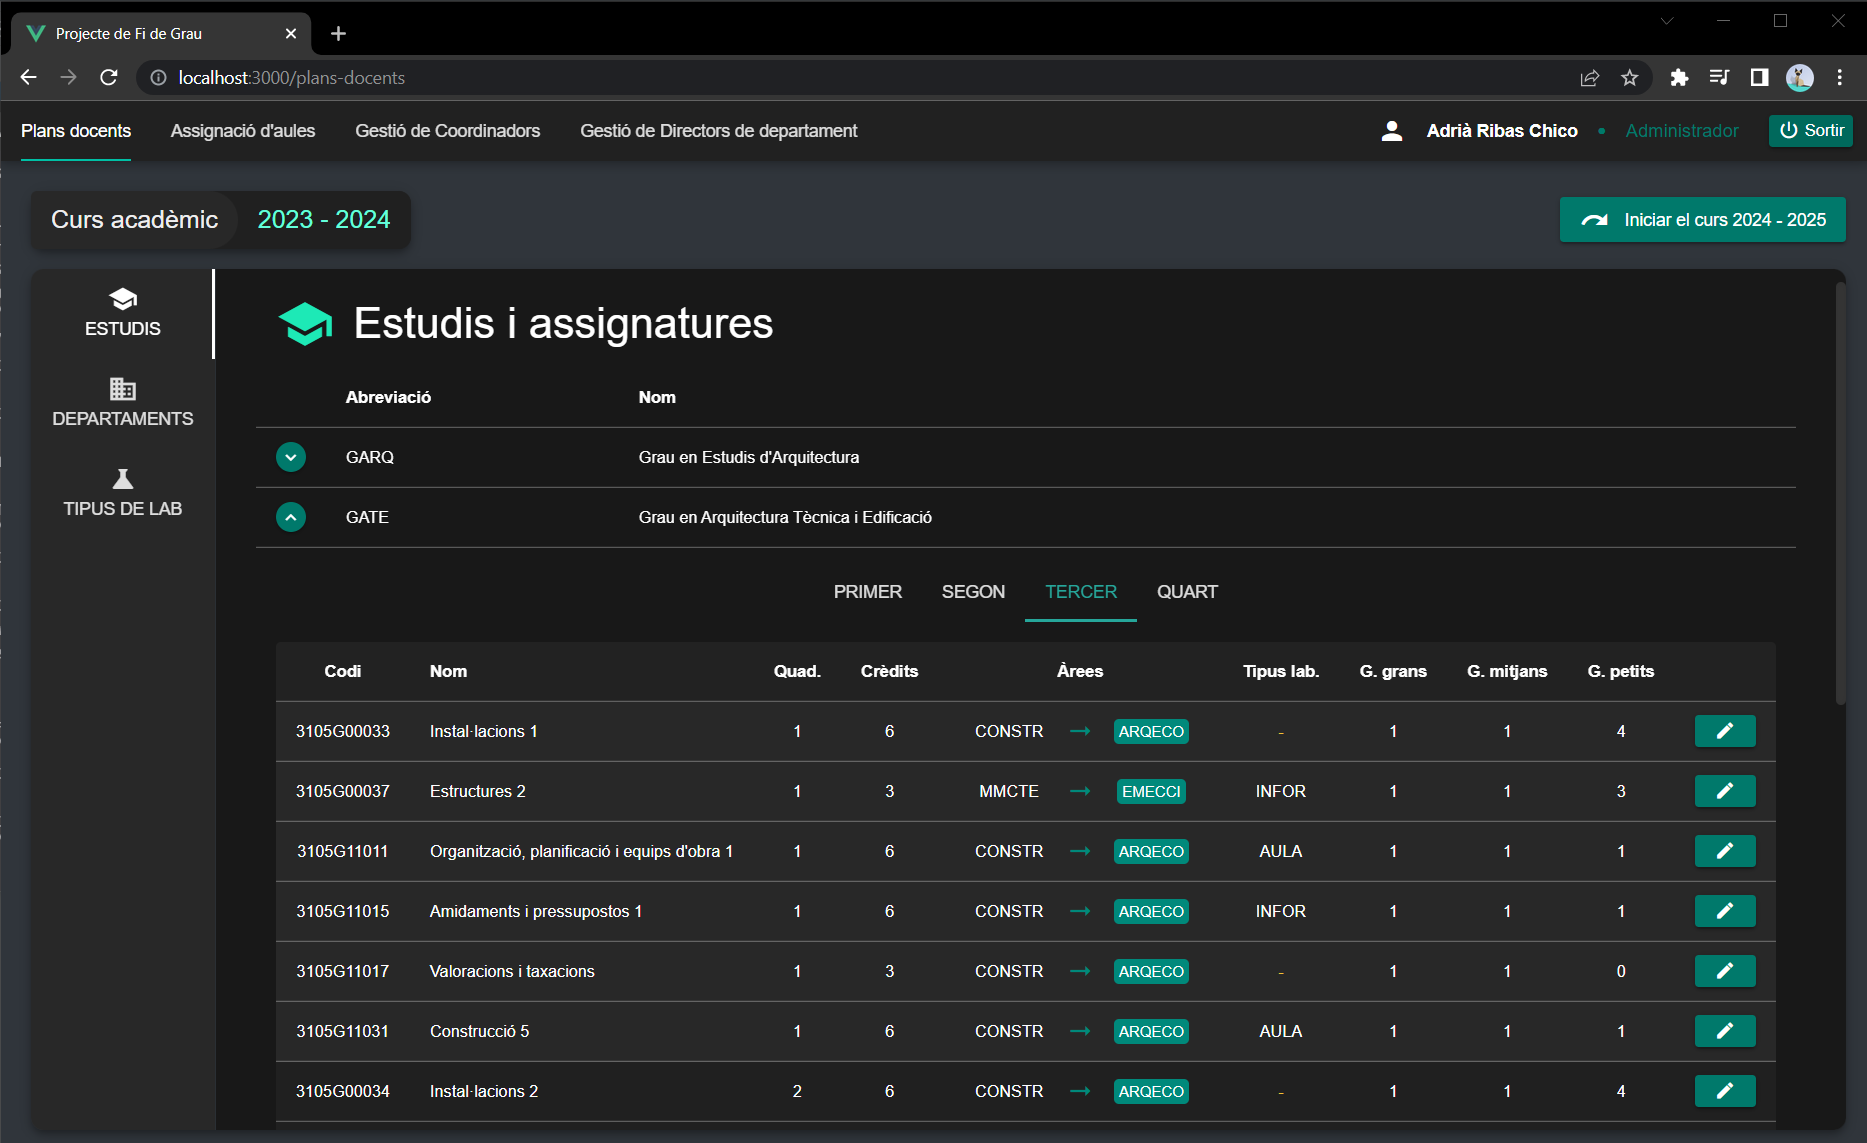 Projecte de Fi de Grau
localhost:3000/plans-docents
Plans docents Assignació d'aules Gestió de Coordinadors Gestió de Directors de departament Adrià Ribas Chico • Administrador Sortir
Curs acadèmic 2023 - 2024 Iniciar el curs 2024 - 2025
ESTUDIS
DEPARTAMENTS
TIPUS DE LAB
Estudis i assignatures
Abreviació Nom
GARQ Grau en Estudis d'Arquitectura
GATE Grau en Arquitectura Tècnica i Edificació
PRIMER SEGON TERCER QUART
Codi Nom Quad. Crèdits Àrees Tipus lab. G. grans G. mitjans G. petits
3105G00033 Instal·lacions 1 1 6 CONSTR → ARQECO - 1 1 4
3105G00037 Estructures 2 1 3 MMCTE → EMECCI INFOR 1 1 3
3105G11011 Organització, planificació i equips d'obra 1 1 6 CONSTR → ARQECO AULA 1 1 1
3105G11015 Amidaments i pressupostos 1 1 6 CONSTR → ARQECO INFOR 1 1 1
3105G11017 Valoracions i taxacions 1 3 CONSTR → ARQECO - 1 1 0
3105G11031 Construcció 5 1 6 CONSTR → ARQECO AULA 1 1 1
3105G00034 Instal·lacions 2 2 6 CONSTR → ARQECO - 1 1 4